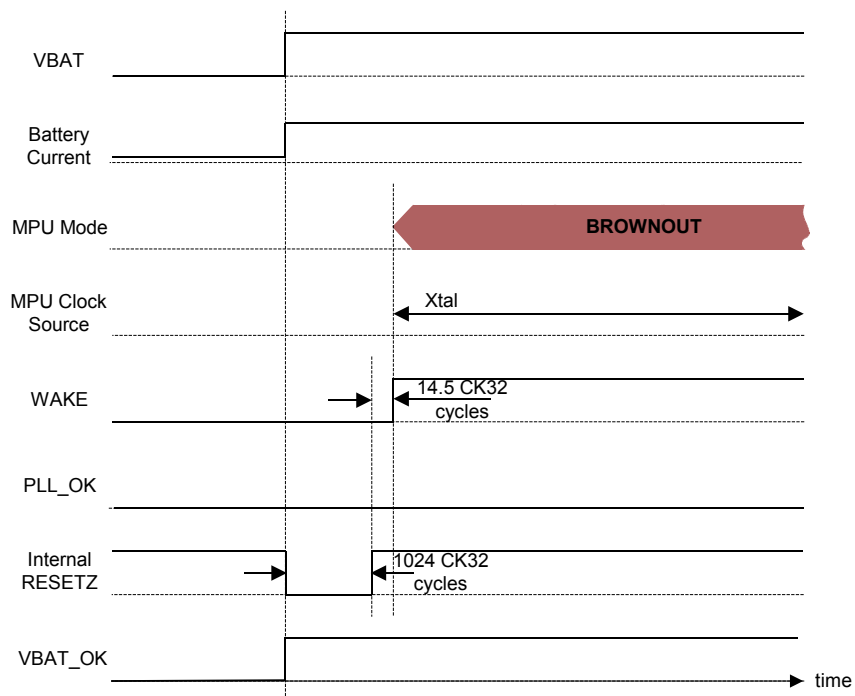 VBAT
Battery
Current
MPU Mode
BROWNOUT
MPU Clock
Source
Xtal
WAKE
14.5 CK32
cycles
PLL_OK
Internal
RESETZ
1024 CK32
cycles
VBAT_OK
time